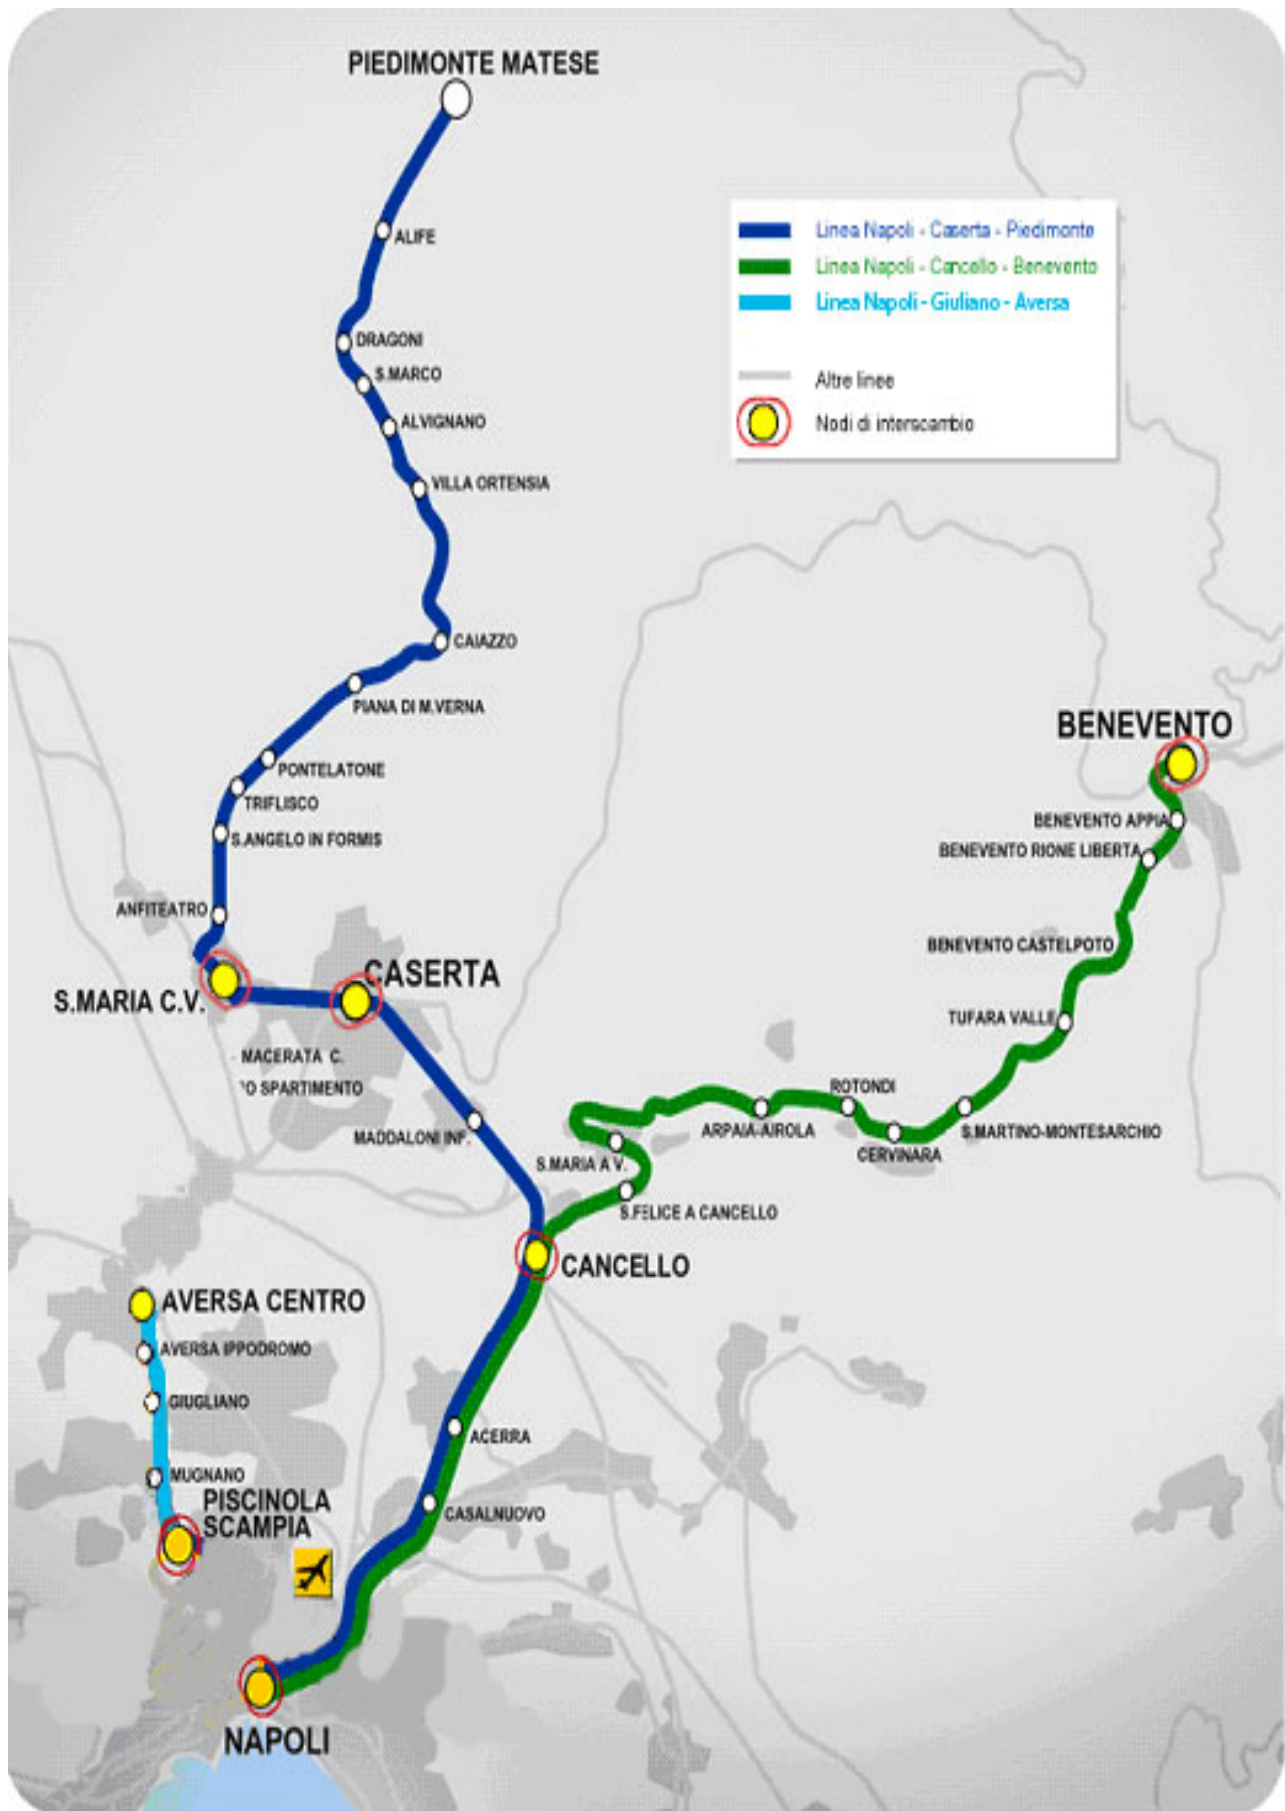 PIEDIMONTE MATESE
ALIFE
DRAGONI
S.MARCO
ALVIGNANO
VILLA ORTENSIA
CAIAZZO
PIANA DI M.VERNA
PONTELATONE
TRIFLISCO
S.ANGELO IN FORMIS
ANFITEATRO
S.MARIA C.V.
CASERTA
MACERATA C.
O SPARTIMENTO
MADDALONI INF.
CANCELLO
ACERRA
CASALNUOVO
NAPOLI
Linea Napoli - Caserta - Piedimonte
Linea Napoli - Cancello - Benevento
Linea Napoli - Giuliano - Aversa
Altre linee
Nodi di interscambio
BENEVENTO
BENEVENTO APPIA
BENEVENTO RIONE LIBERTA
BENEVENTO CASTELPOTO
TUFARA VALLE
S.MARTINO-MONTESARCHIO
CERVINARA
ROTONDI
ARPAIA-AIROLA
S.MARIA A V.
S.FELICE A CANCELLO
AVERSA CENTRO
AVERSA IPPODROMO
GIUGLIANO
MUGNANO
PISCINOLA
SCAMPIA